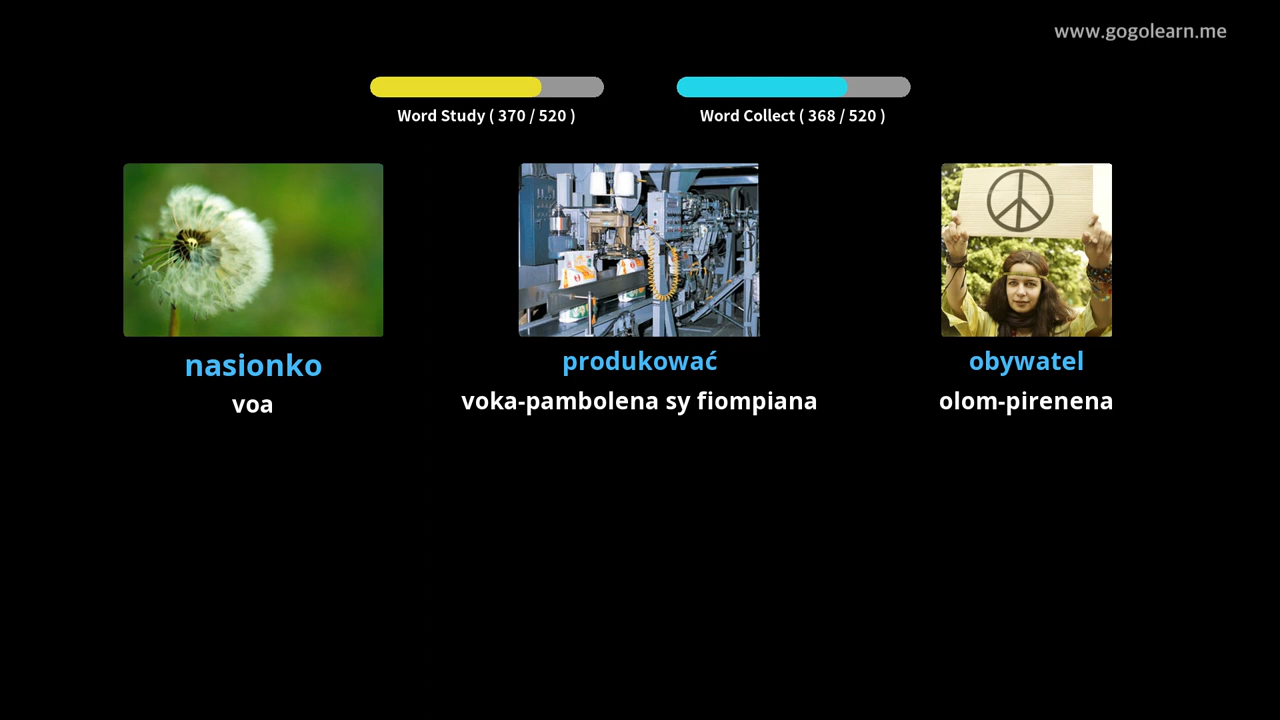 www.gogolearn.me
Word Study ( 370 / 520 )
Word Collect ( 368 / 520 )
nasionko
voa
produkować
voka-pambolena sy fiompiana
obywatel
olom-pirenena